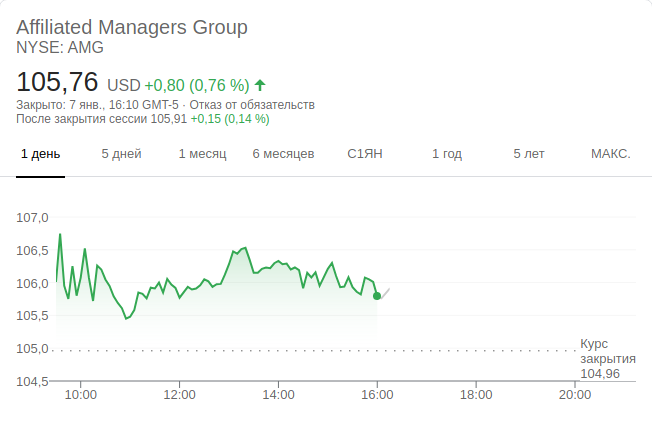 Affiliated Managers Group
NYSE: AMG
105,76 USD +0,80 (0,76 %)
Закрыто: 7 янв., 16:10 GMT-5 · Отказ от обязательств
После закрытия сессии 105,91 +0,15 (0,14 %)
1 день 5 дней 1 месяц 6 месяцев С1ЯН 1 год 5 лет МАКС.
107,0
106,5
106,0
105,5
105,0
104,5
Курс
закрытия
104,96
10:00 12:00 14:00 16:00 18:00 20:00